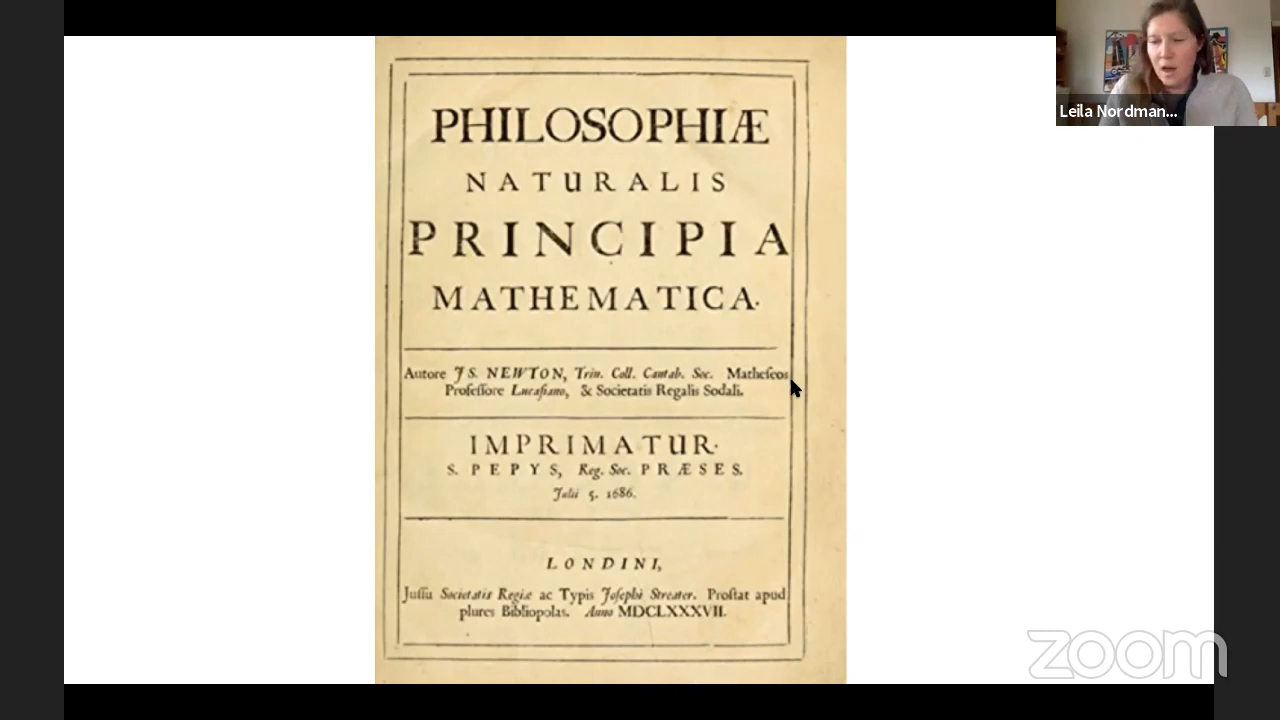 Leila Nordman...
PHILOSOPHIÆ
NATURALIS
PRINCIPIA
MATHEMATICA.
Autore JS. NEWTON, Trin. Coll. Cantab. Soc. Matheſeos
Profeſſore Lucaſiano, & Societatis Regalis Sodali.
IMPRIMATUR.
S. PEPYS, Reg. Soc. PRÆSES.
Julii 5. 1686.
LONDINI,
Juſſu Societatis Regiæ ac Typis Joſephi Streater. Proſtat apud
plures Bibliopolas. Anno MDCLXXXVII.
zoom